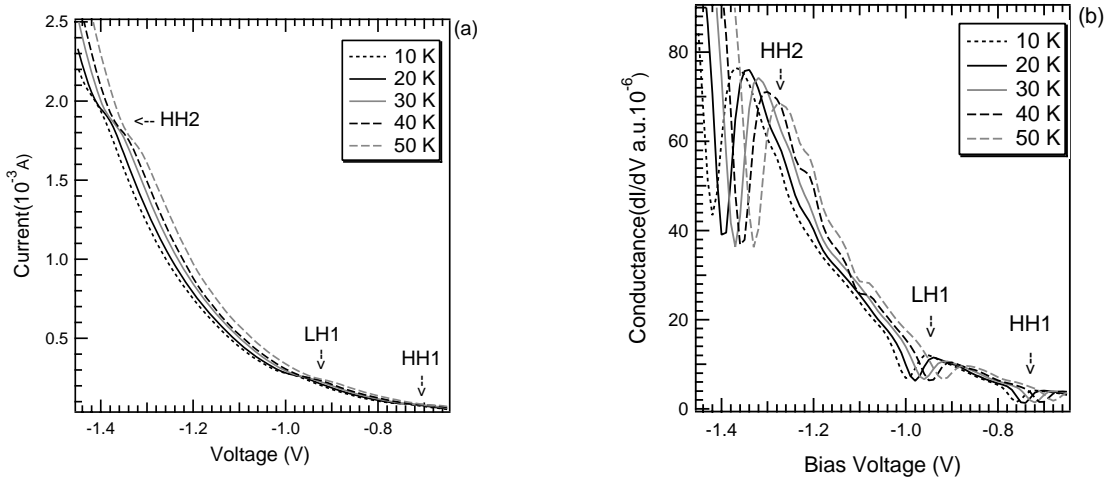 (a)
2.5
2.0
1.5
1.0
0.5
Current(10⁻³A)
10 K
20 K
30 K
40 K
50 K
<-- HH2
LH1
HH1
-1.4
-1.2
-1.0
-0.8
Voltage (V)
(b)
80
60
40
20
0
Conductance(dI/dV a.u.10⁻⁶)
HH2
10 K
20 K
30 K
40 K
50 K
LH1
HH1
-1.4
-1.2
-1.0
-0.8
Bias Voltage (V)